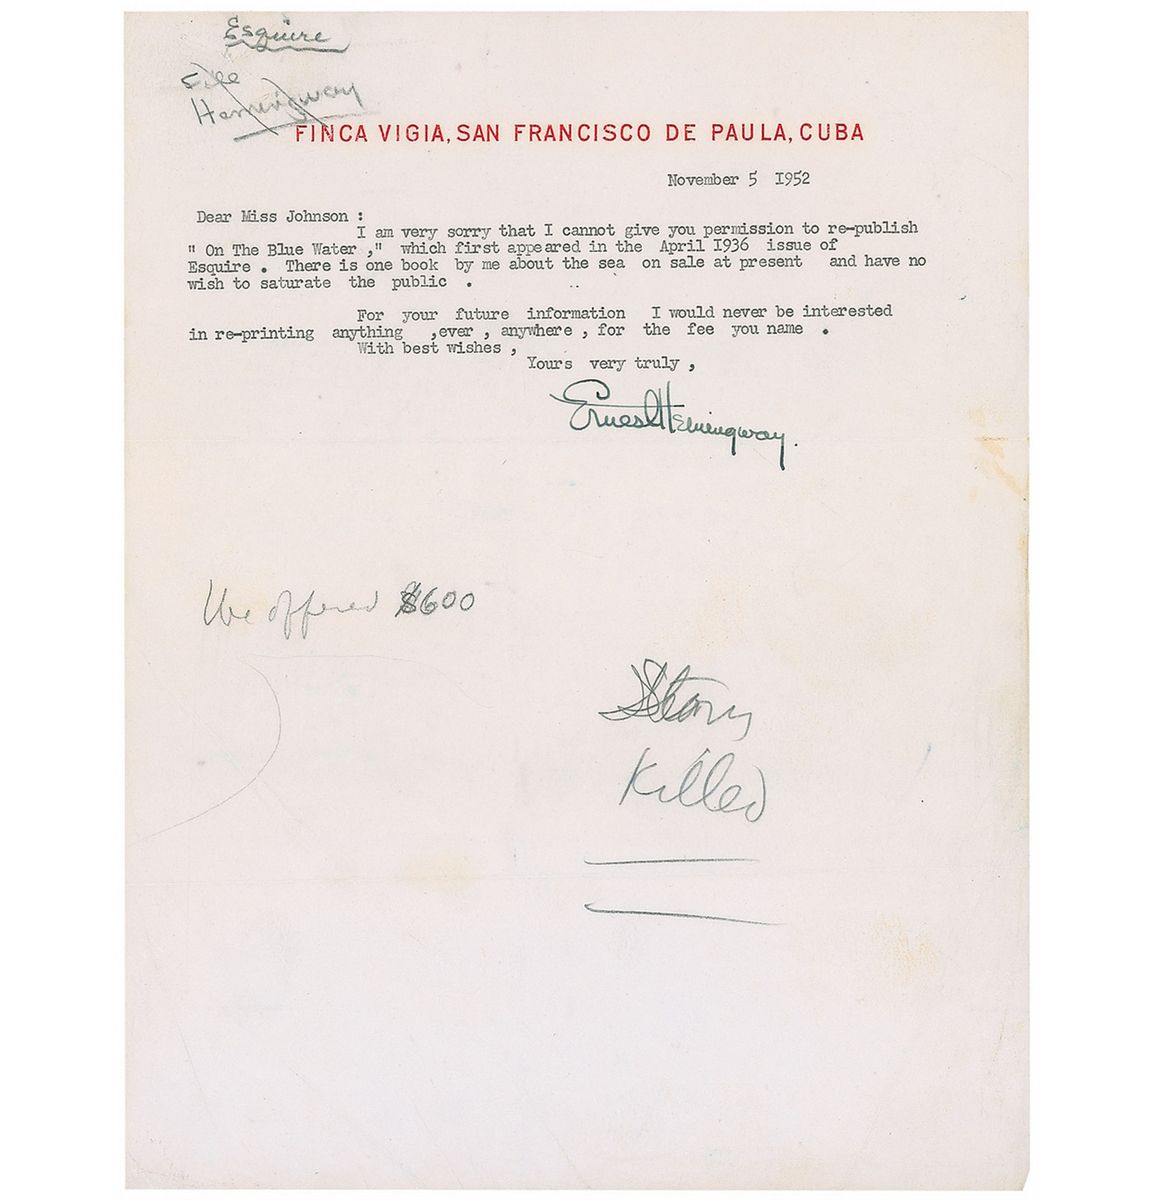 Esquire
File
Hemingway
FINCA VIGIA, SAN FRANCISCO DE PAULA, CUBA
November 5 1952
Dear Miss Johnson :
I am very sorry that I cannot give you permission to re-publish
" On The Blue Water ," which first appeared in the April 1936 issue of
Esquire . There is one book by me about the sea on sale at present and have no
wish to saturate the public .
For your future information I would never be interested
in re-printing anything ,ever , anywhere , for the fee you name .
With best wishes ,
Yours very truly ,
Ernest Hemingway.
We offered $600
Story
Killed